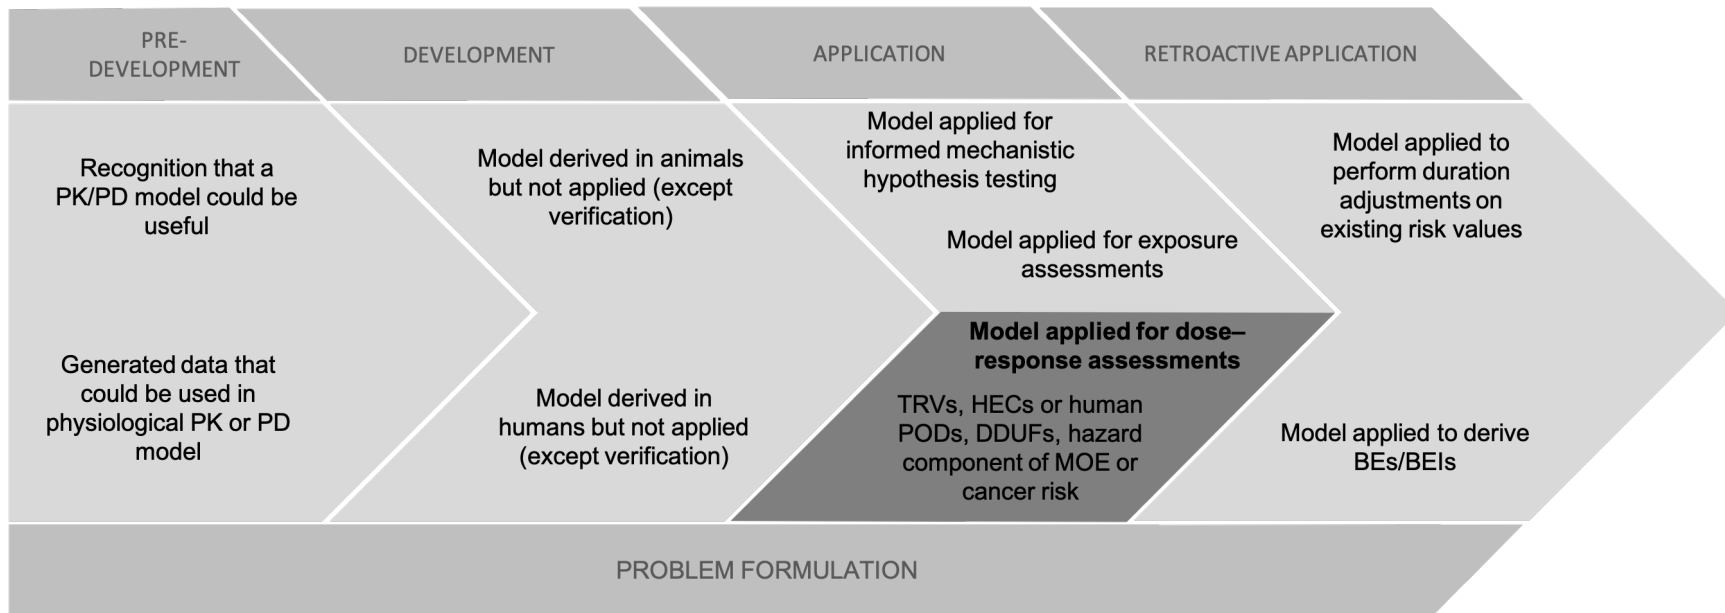 PRE-
DEVELOPMENT
DEVELOPMENT
APPLICATION
RETROACTIVE APPLICATION
Recognition that a
PK/PD model could be
useful
Generated data that
could be used in
physiological PK or PD
model
Model derived in animals
but not applied (except
verification)
Model derived in
humans but not applied
(except verification)
Model applied for
informed mechanistic
hypothesis testing
Model applied for exposure
assessments
Model applied for dose–
response assessments
TRVs, HECs or human
PODs, DDUFs, hazard
component of MOE or
cancer risk
Model applied to
perform duration
adjustments on
existing risk values
Model applied to derive
BEs/BEIs
PROBLEM FORMULATION